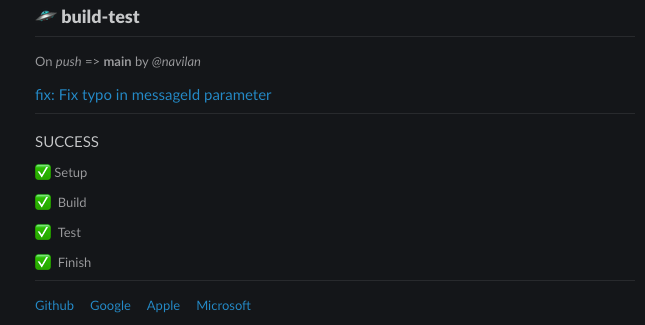 build-test
On push => main by @navilan
fix: Fix typo in messageId parameter
SUCCESS
Setup
Build
Test
Finish
Github Google Apple Microsoft